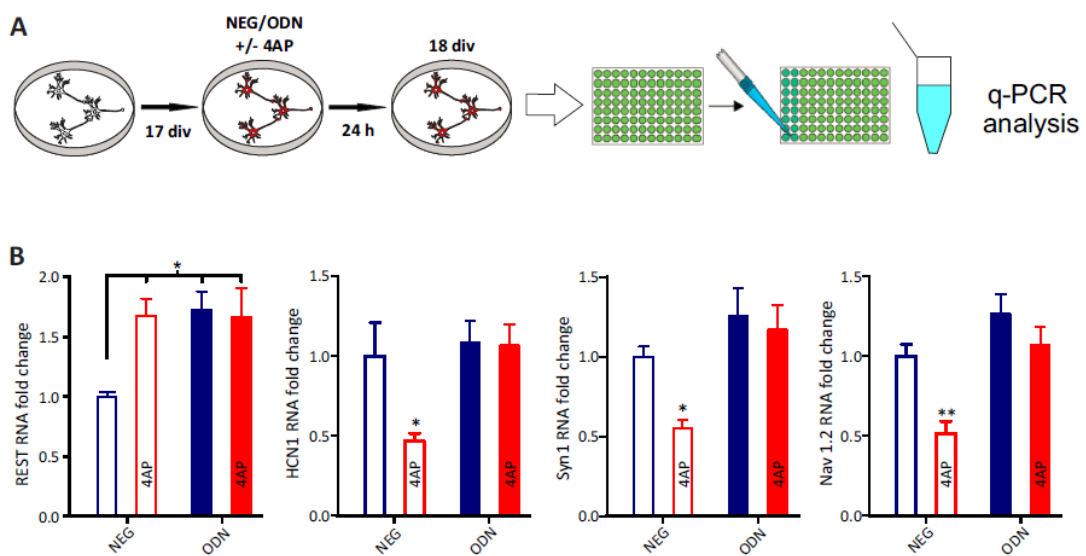 A
NEG/ODN
+/- 4AP
17 div
24 h
18 div
q-PCR
analysis
B
REST RNA fold change
2.0
1.5
1.0
0.5
0.0
*
4AP
4AP
NEG
ODN
HCN1 RNA fold change
1.5
1.0
0.5
0.0
*
4AP
4AP
NEG
ODN
Syn1 RNA fold change
1.5
1.0
0.5
0.0
*
4AP
4AP
NEG
ODN
Nav 1.2 RNA fold change
1.5
1.0
0.5
0.0
**
4AP
4AP
NEG
ODN